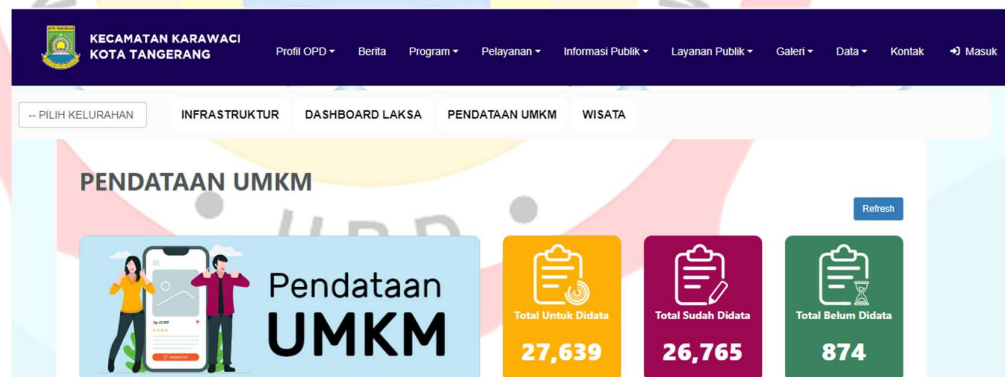 KECAMATAN KARAWACI
KOTA TANGERANG
Profil OPD Berita Program Pelayanan Informasi Publik Layanan Publik Galeri Data Kontak Masuk
-- PILIH KELURAHAN INFRASTRUKTUR DASHBOARD LAKSA PENDATAAN UMKM WISATA
PENDATAAN UMKM
Refresh
UBD
Pendataan
UMKM
Total Untuk Didata
27,639
Total Sudah Didata
26,765
Total Belum Didata
874